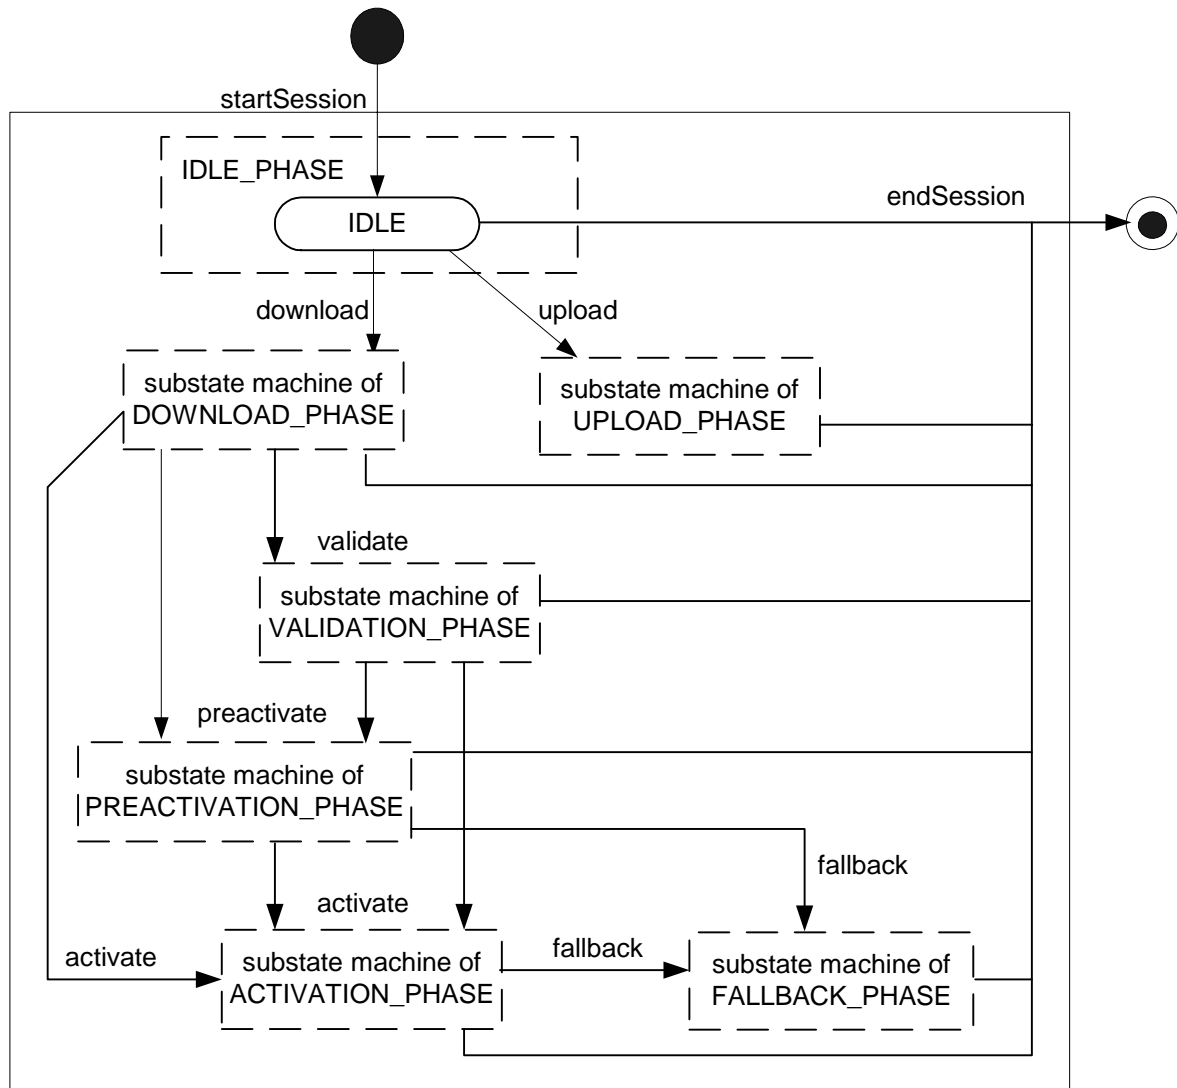 startSession
IDLE_PHASE
endSession
IDLE
download
upload
substate machine of
DOWNLOAD_PHASE
substate machine of
UPLOAD_PHASE
validate
substate machine of
VALIDATION_PHASE
preactivate
substate machine of
PREACTIVATION_PHASE
fallback
activate
activate
substate machine of
ACTIVATION_PHASE
fallback
substate machine of
FALLBACK_PHASE